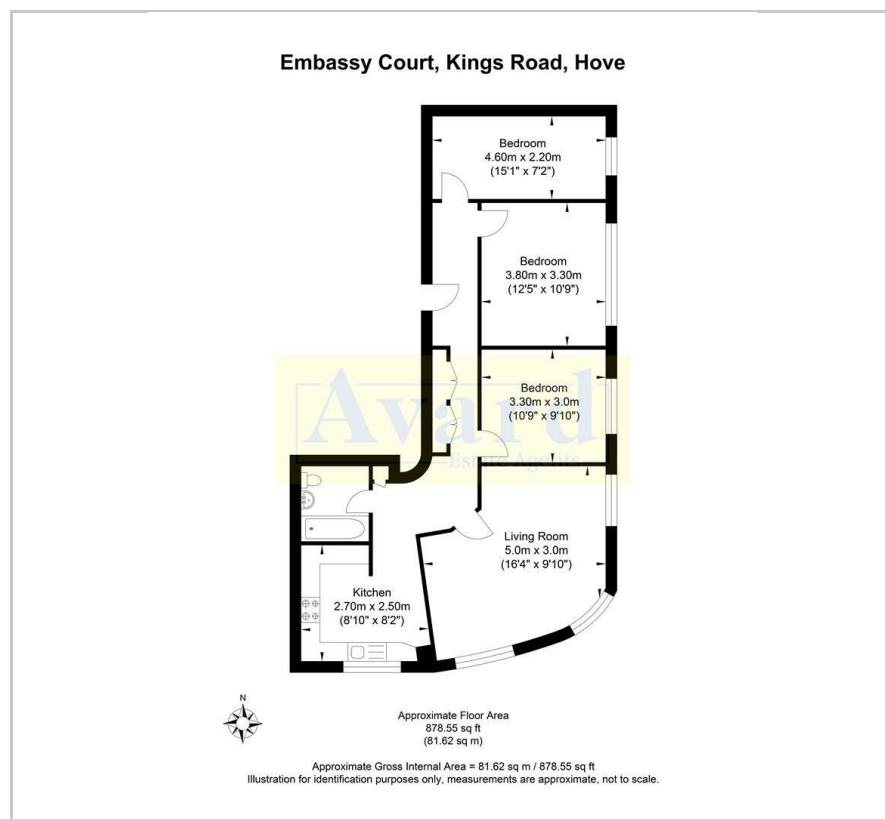 Embassy Court, Kings Road, Hove
Bedroom
4.60m x 2.20m
(15'1" x 7'2")
Bedroom
3.80m x 3.30m
(12'5" x 10'9")
Bedroom
3.30m x 3.0m
(10'9" x 9'10")
Avard
Estate Agents
Living Room
5.0m x 3.0m
(16'4" x 9'10")
Kitchen
2.70m x 2.50m
(8'10" x 8'2")
N
Approximate Floor Area
878.55 sq ft
(81.62 sq m)
Approximate Gross Internal Area = 81.62 sq m / 878.55 sq ft
Illustration for identification purposes only, measurements are approximate, not to scale.